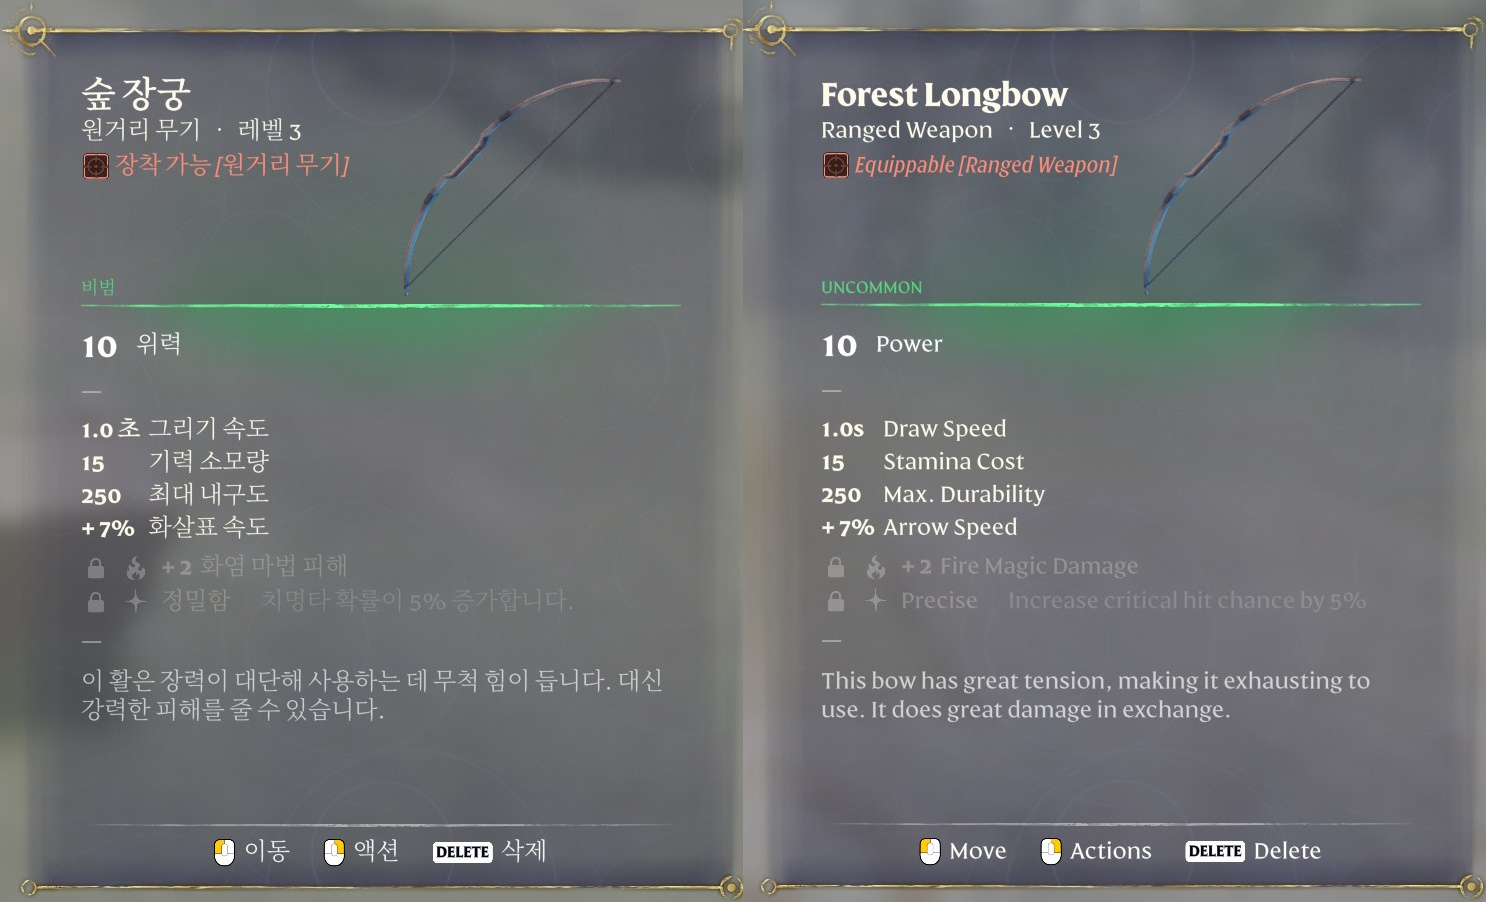 숲 장궁
원거리 무기 · 레벨 3
장착 가능 [원거리 무기]
비범
10 위력
1.0 초 그리기 속도
15 기력 소모량
250 최대 내구도
+7% 화살표 속도
+2 화염 마법 피해
정밀함 치명타 확률이 5% 증가합니다.
이 활은 장력이 대단해 사용하는 데 무척 힘이 듭니다. 대신
강력한 피해를 줄 수 있습니다.
이동 액션 DELETE 삭제
Forest Longbow
Ranged Weapon · Level 3
Equippable [Ranged Weapon]
UNCOMMON
10 Power
1.0s Draw Speed
15 Stamina Cost
250 Max. Durability
+7% Arrow Speed
+2 Fire Magic Damage
Precise Increase critical hit chance by 5%
This bow has great tension, making it exhausting to
use. It does great damage in exchange.
Move Actions DELETE Delete